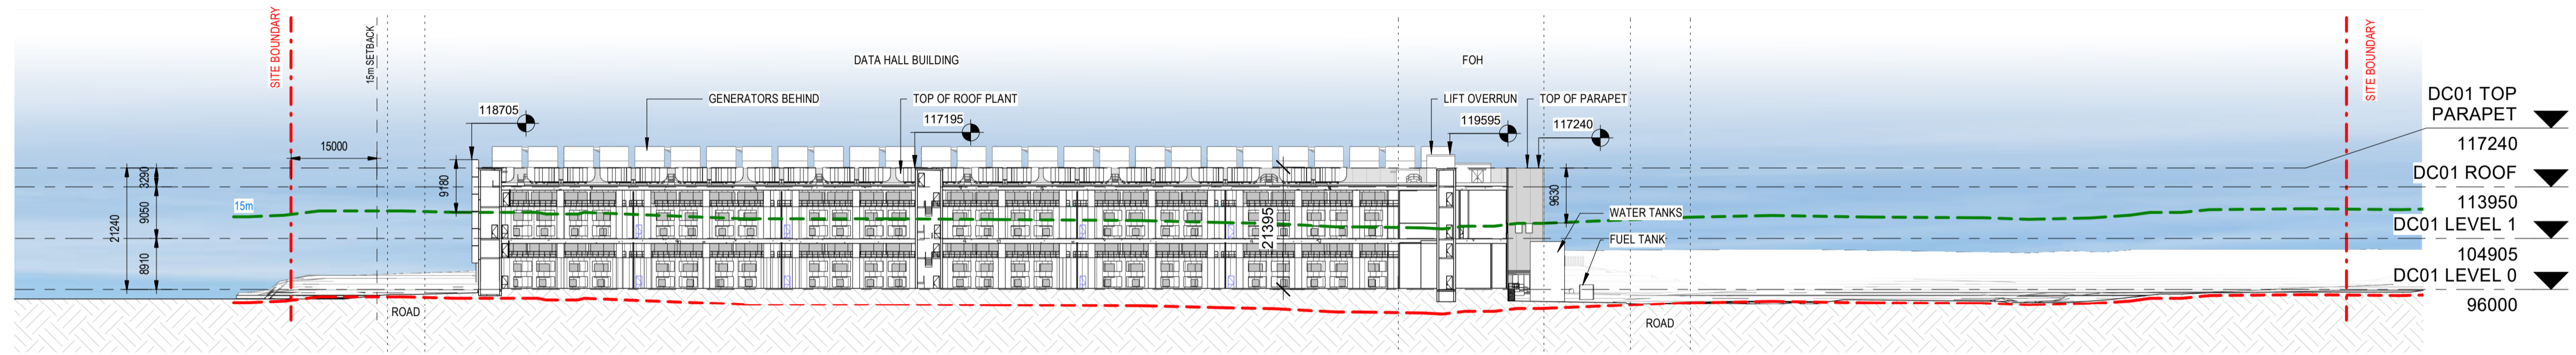 SITE BOUNDARY
15m SETBACK
DATA HALL BUILDING
FOH
SITE BOUNDARY
GENERATORS BEHIND
TOP OF ROOF PLANT
LIFT OVERRUN
TOP OF PARAPET
118705
117195
119595
117240
15000
3290
9050
8910
21240
9180
21395
9630
15m
WATER TANKS
FUEL TANK
ROAD
ROAD
DC01 TOP
PARAPET
117240
DC01 ROOF
113950
DC01 LEVEL 1
104905
DC01 LEVEL 0
96000